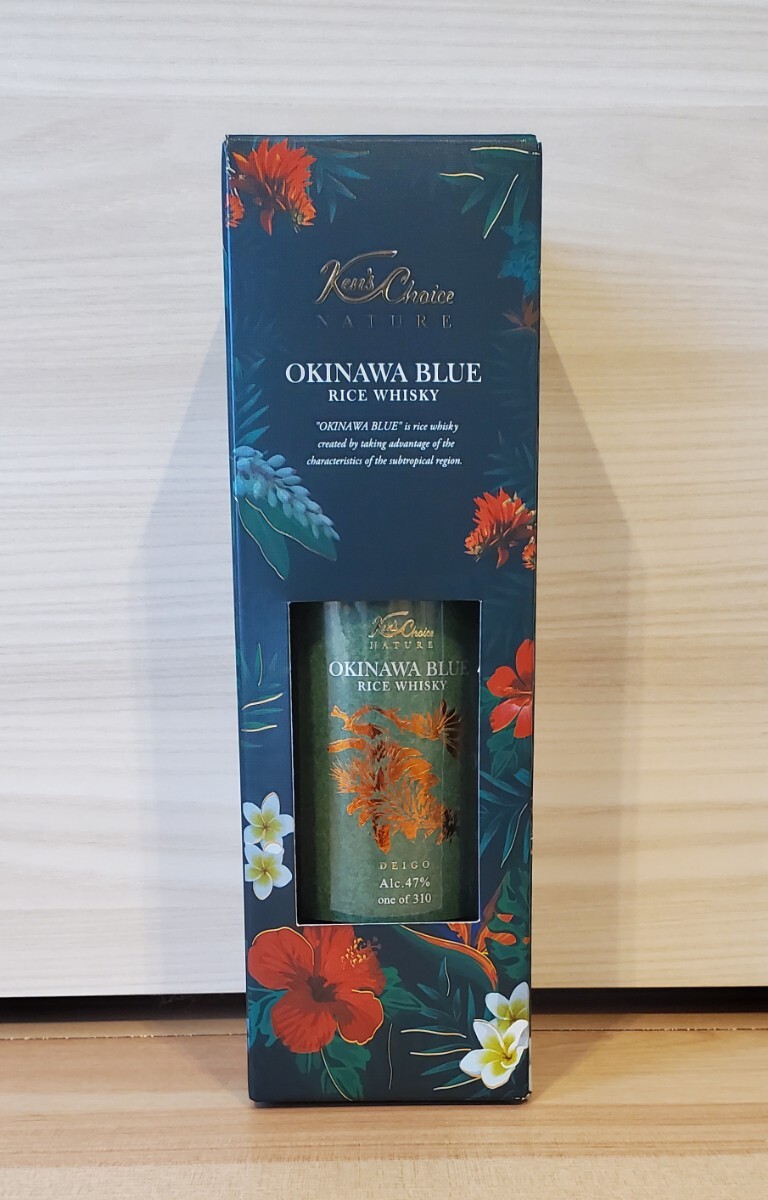 Ken's Choice
NATURE
OKINAWA BLUE
RICE WHISKY
"OKINAWA BLUE" is rice whisky
created by taking advantage of the
characteristics of the subtropical region.
Ken's Choice
NATURE
OKINAWA BLUE
RICE WHISKY
DEIGO
Alc.47%
one of 310